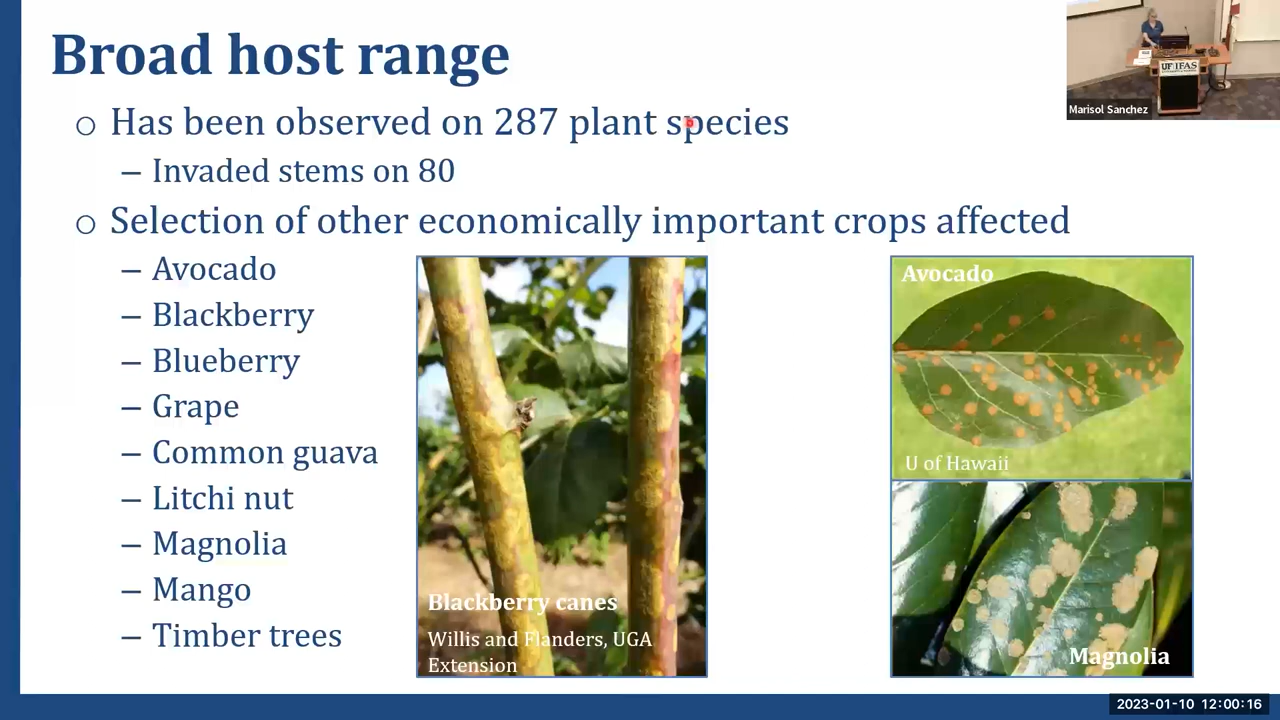 Broad host range
○ Has been observed on 287 plant species
– Invaded stems on 80
○ Selection of other economically important crops affected
– Avocado
– Blackberry
– Blueberry
– Grape
– Common guava
– Litchi nut
– Magnolia
– Mango
– Timber trees
Blackberry canes
Willis and Flanders, UGA
Extension
Avocado
U of Hawaii
Magnolia
UF|IFAS
Marisol Sanchez
2023-01-10 12:00:16